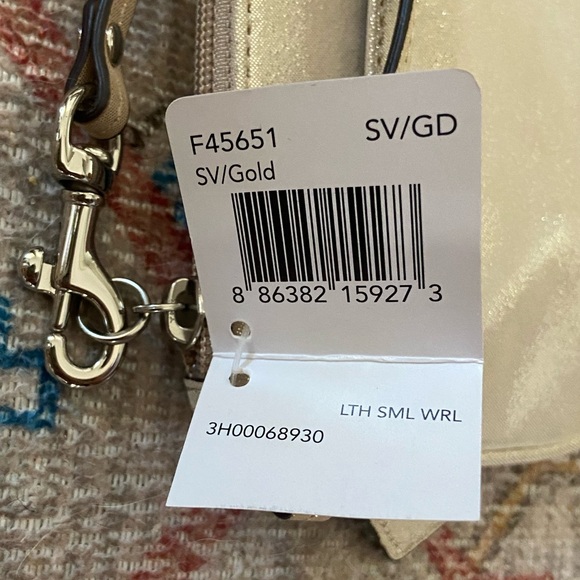 F45651 SV/GD
SV/Gold
8 86382 15927 3
LTH SML WRL
3H00068930